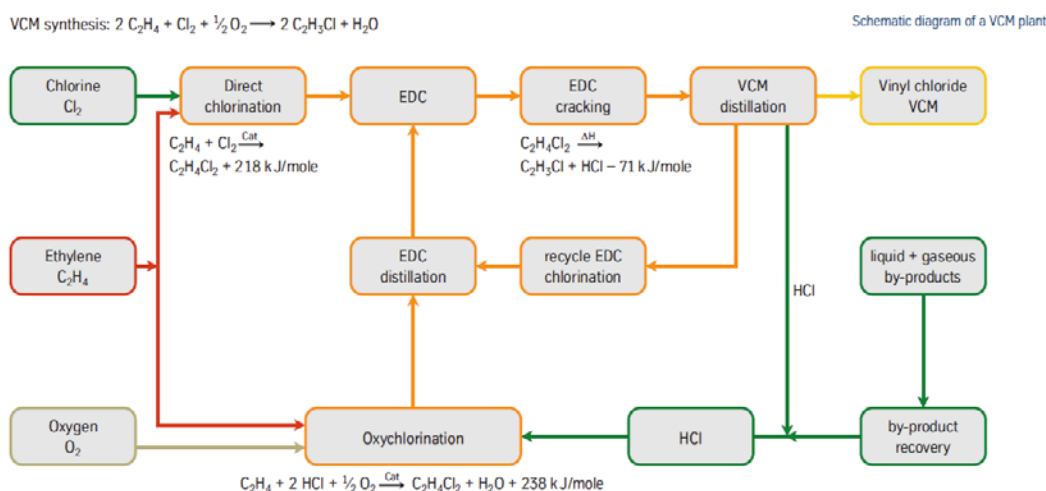 VCM synthesis: 2 C₂H₄ + Cl₂ + ½ O₂ ⟶ 2 C₂H₃Cl + H₂O
Schematic diagram of a VCM plant
Chlorine
Cl₂
Direct
chlorination
EDC
EDC
cracking
VCM
distillation
Vinyl chloride
VCM
C₂H₄ + Cl₂ Cat⟶
C₂H₄Cl₂ + 218 kJ/mole
C₂H₄Cl₂ ΔH⟶
C₂H₃Cl + HCl – 71 kJ/mole
Ethylene
C₂H₄
EDC
distillation
recycle EDC
chlorination
HCl
liquid + gaseous
by-products
Oxygen
O₂
Oxychlorination
HCl
by-product
recovery
C₂H₄ + 2 HCl + ½ O₂ Cat⟶ C₂H₄Cl₂ + H₂O + 238 kJ/mole